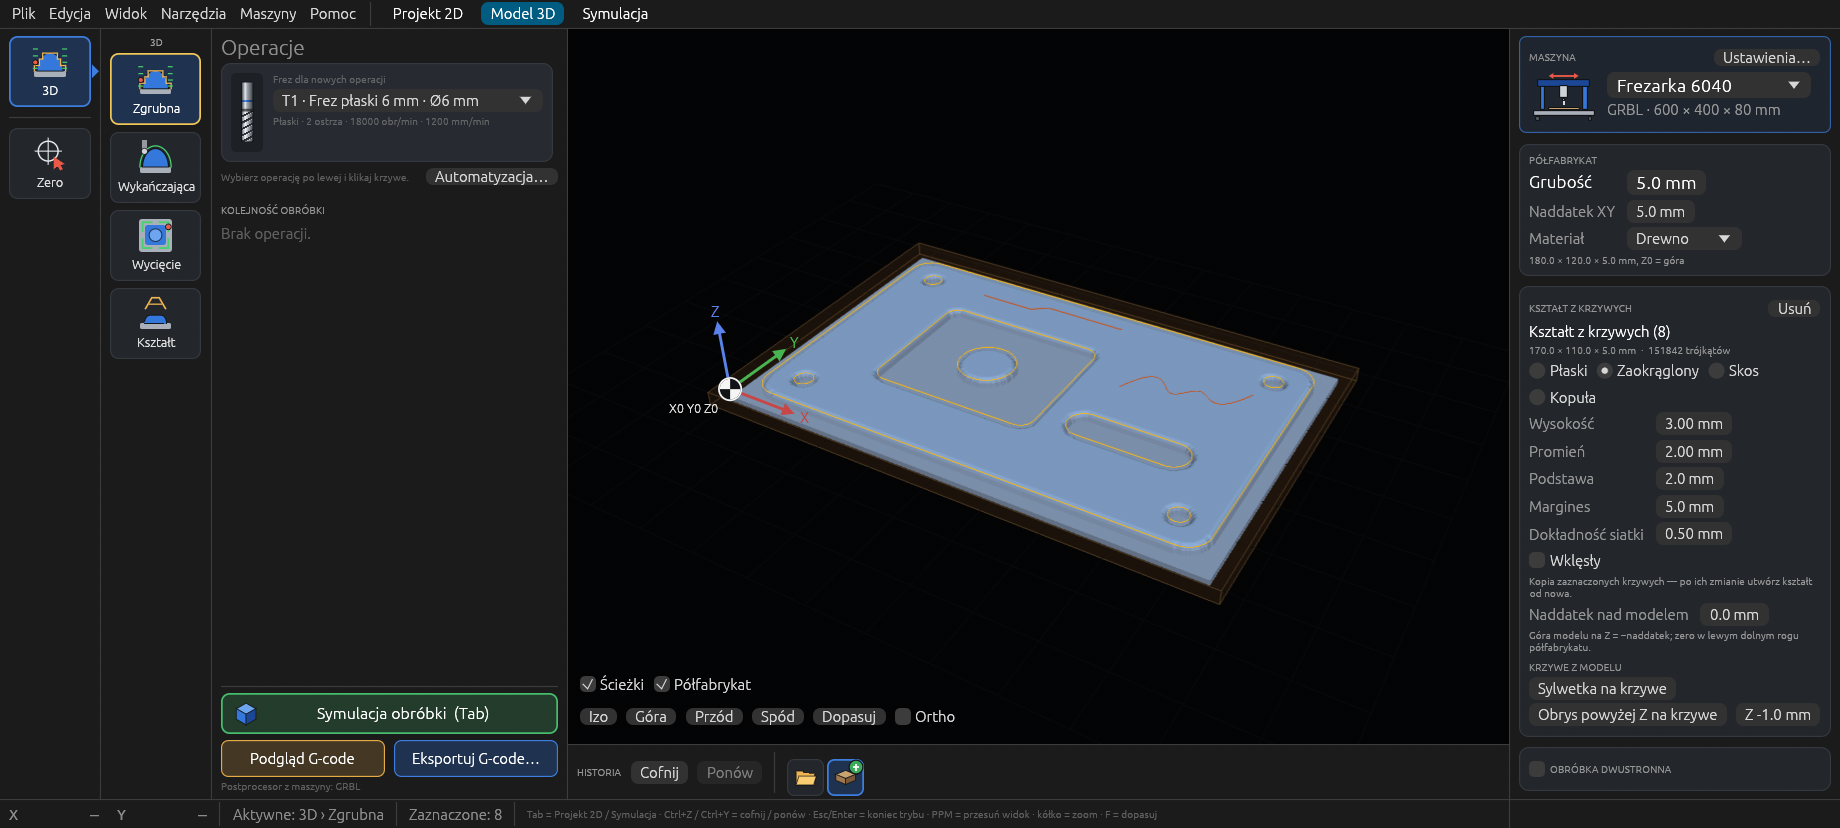 Plik Edycja Widok Narzędzia Maszyny Pomoc Projekt 2D Model 3D Symulacja
3D
Zero
3D
Zgrubna
Wykańczająca
Wycięcie
Kształt
Operacje
Frez dla nowych operacji
T1 · Frez płaski 6 mm · Ø6 mm
Płaski · 2 ostrza · 18000 obr/min · 1200 mm/min
Wybierz operację po lewej i klikaj krzywe. Automatyzacja...
KOLEJNOŚĆ OBRÓBKI
Brak operacji.
Symulacja obróbki (Tab)
Podgląd G-code Eksportuj G-code...
Postprocesor z maszyny: GRBL
Z
Y
X
X0 Y0 Z0
Ścieżki Półfabrykat
Izo Góra Przód Spód Dopasuj Ortho
HISTORIA Cofnij Ponów
MASZYNA Ustawienia...
Frezarka 6040
GRBL · 600 × 400 × 80 mm
PÓŁFABRYKAT
Grubość 5.0 mm
Naddatek XY 5.0 mm
Materiał Drewno
180.0 × 120.0 × 5.0 mm, Z0 = góra
KSZTAŁT Z KRZYWYCH Usuń
Kształt z krzywych (8)
170.0 × 110.0 × 5.0 mm · 151842 trójkątów
Płaski Zaokrąglony Skos
Kopuła
Wysokość 3.00 mm
Promień 2.00 mm
Podstawa 2.0 mm
Margines 5.0 mm
Dokładność siatki 0.50 mm
Wklęsły
Kopia zaznaczonych krzywych — po ich zmianie utwórz kształt
od nowa.
Naddatek nad modelem 0.0 mm
Góra modelu na Z = −naddatek; zero w lewym dolnym rogu
półfabrykatu.
KRZYWE Z MODELU
Sylwetka na krzywe
Obrys powyżej Z na krzywe Z -1.0 mm
OBRÓBKA DWUSTRONNA
X – Y – Aktywne: 3D › Zgrubna Zaznaczone: 8 Tab = Projekt 2D / Symulacja · Ctrl+Z / Ctrl+Y = cofnij / ponów · Esc/Enter = koniec trybu · PPM = przesuń widok · kółko = zoom · F = dopasuj